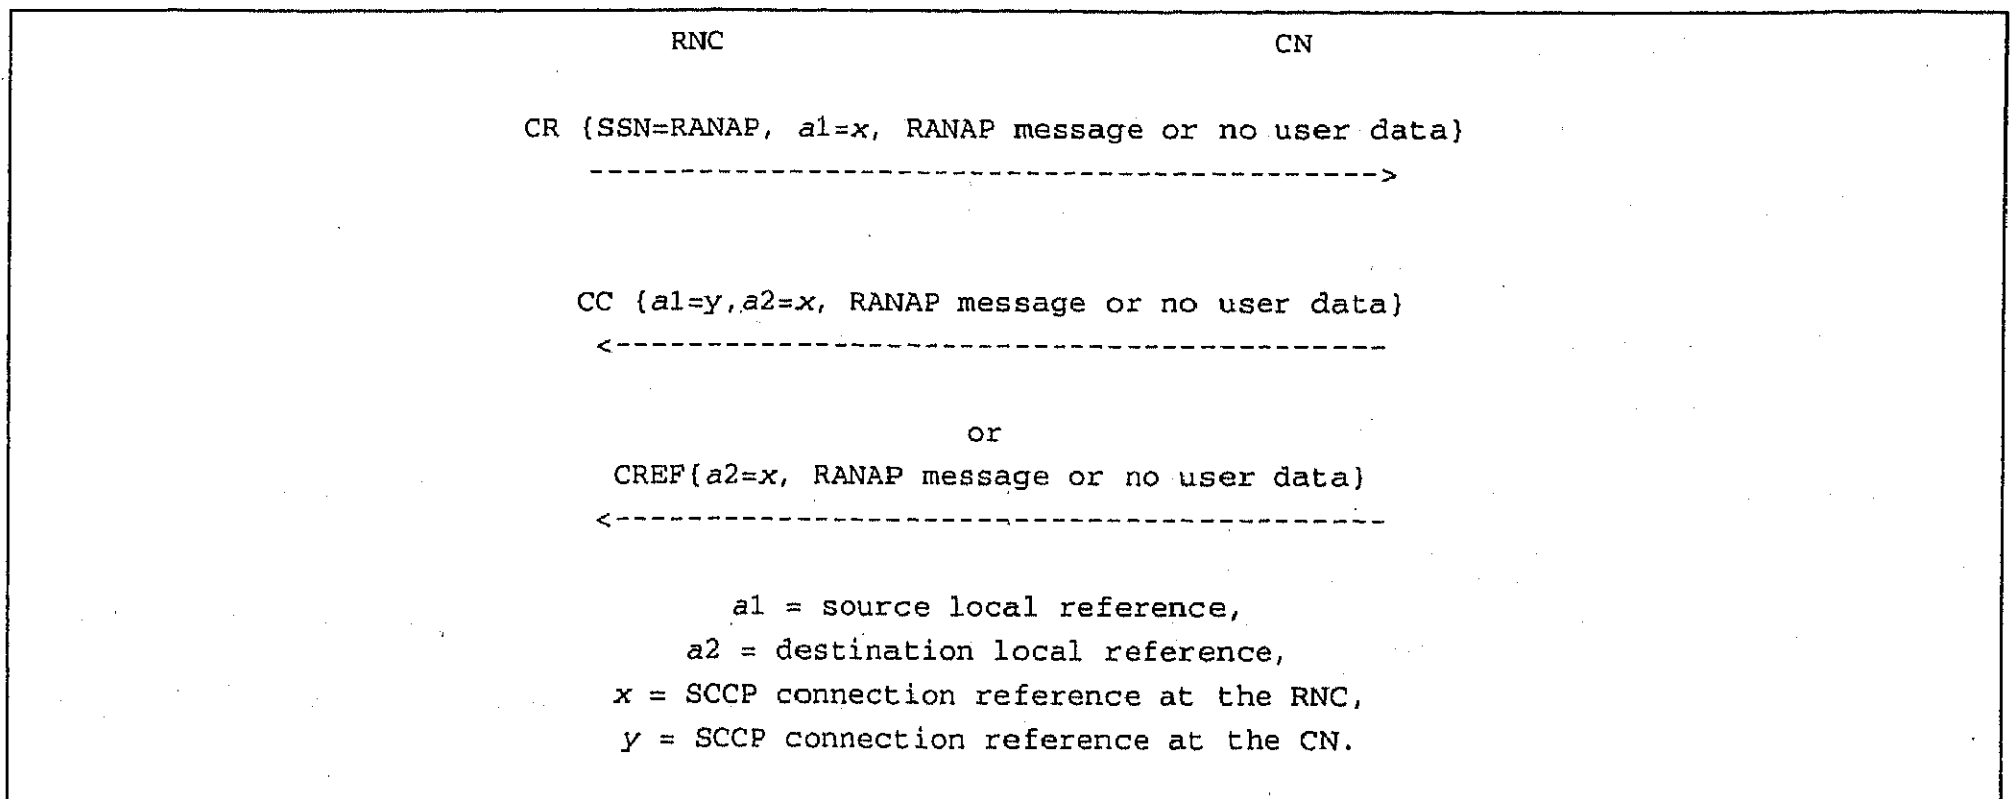 RNC CN
CR {SSN=RANAP, a1=x, RANAP message or no user data}
------------------------------------------->
CC {a1=y,a2=x, RANAP message or no user data}
<------------------------------------------
or
CREF{a2=x, RANAP message or no user data}
<------------------------------------------
a1 = source local reference,
a2 = destination local reference,
x = SCCP connection reference at the RNC,
y = SCCP connection reference at the CN.